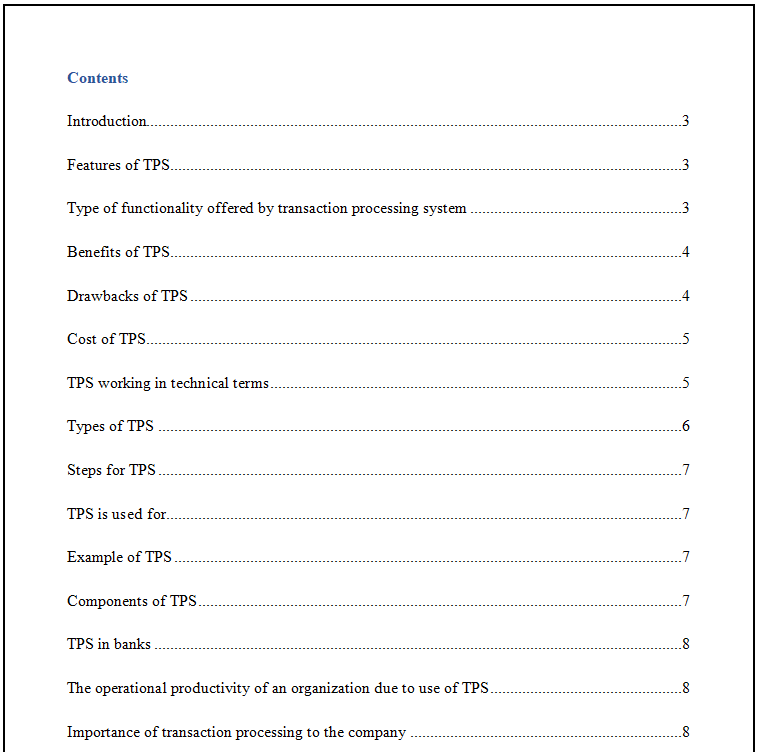 Contents
Introduction.......................................................................................................................................3
Features of TPS.................................................................................................................................3
Type of functionality offered by transaction processing system .....................................................3
Benefits of TPS.................................................................................................................................4
Drawbacks of TPS ............................................................................................................................4
Cost of TPS.......................................................................................................................................5
TPS working in technical terms........................................................................................................5
Types of TPS ....................................................................................................................................6
Steps for TPS ....................................................................................................................................7
TPS is used for..................................................................................................................................7
Example of TPS ................................................................................................................................7
Components of TPS..........................................................................................................................7
TPS in banks .....................................................................................................................................8
The operational productivity of an organization due to use of TPS................................................8
Importance of transaction processing to the company ....................................................................8